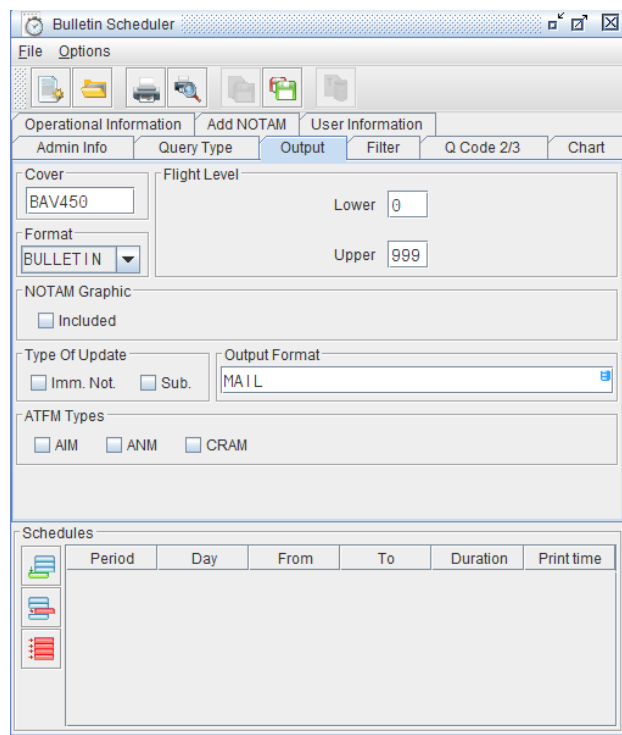 Bulletin Scheduler
File Options
Operational Information Add NOTAM User Information
Admin Info Query Type Output Filter Q Code 2/3 Chart
Cover
BAV450
Flight Level
Lower 0
Format
BULLETIN
Upper 999
NOTAM Graphic
Included
Type Of Update
Imm. Not. Sub.
Output Format
MAIL
ATFM Types
AIM ANM CRAM
Schedules
Period Day From To Duration Print time